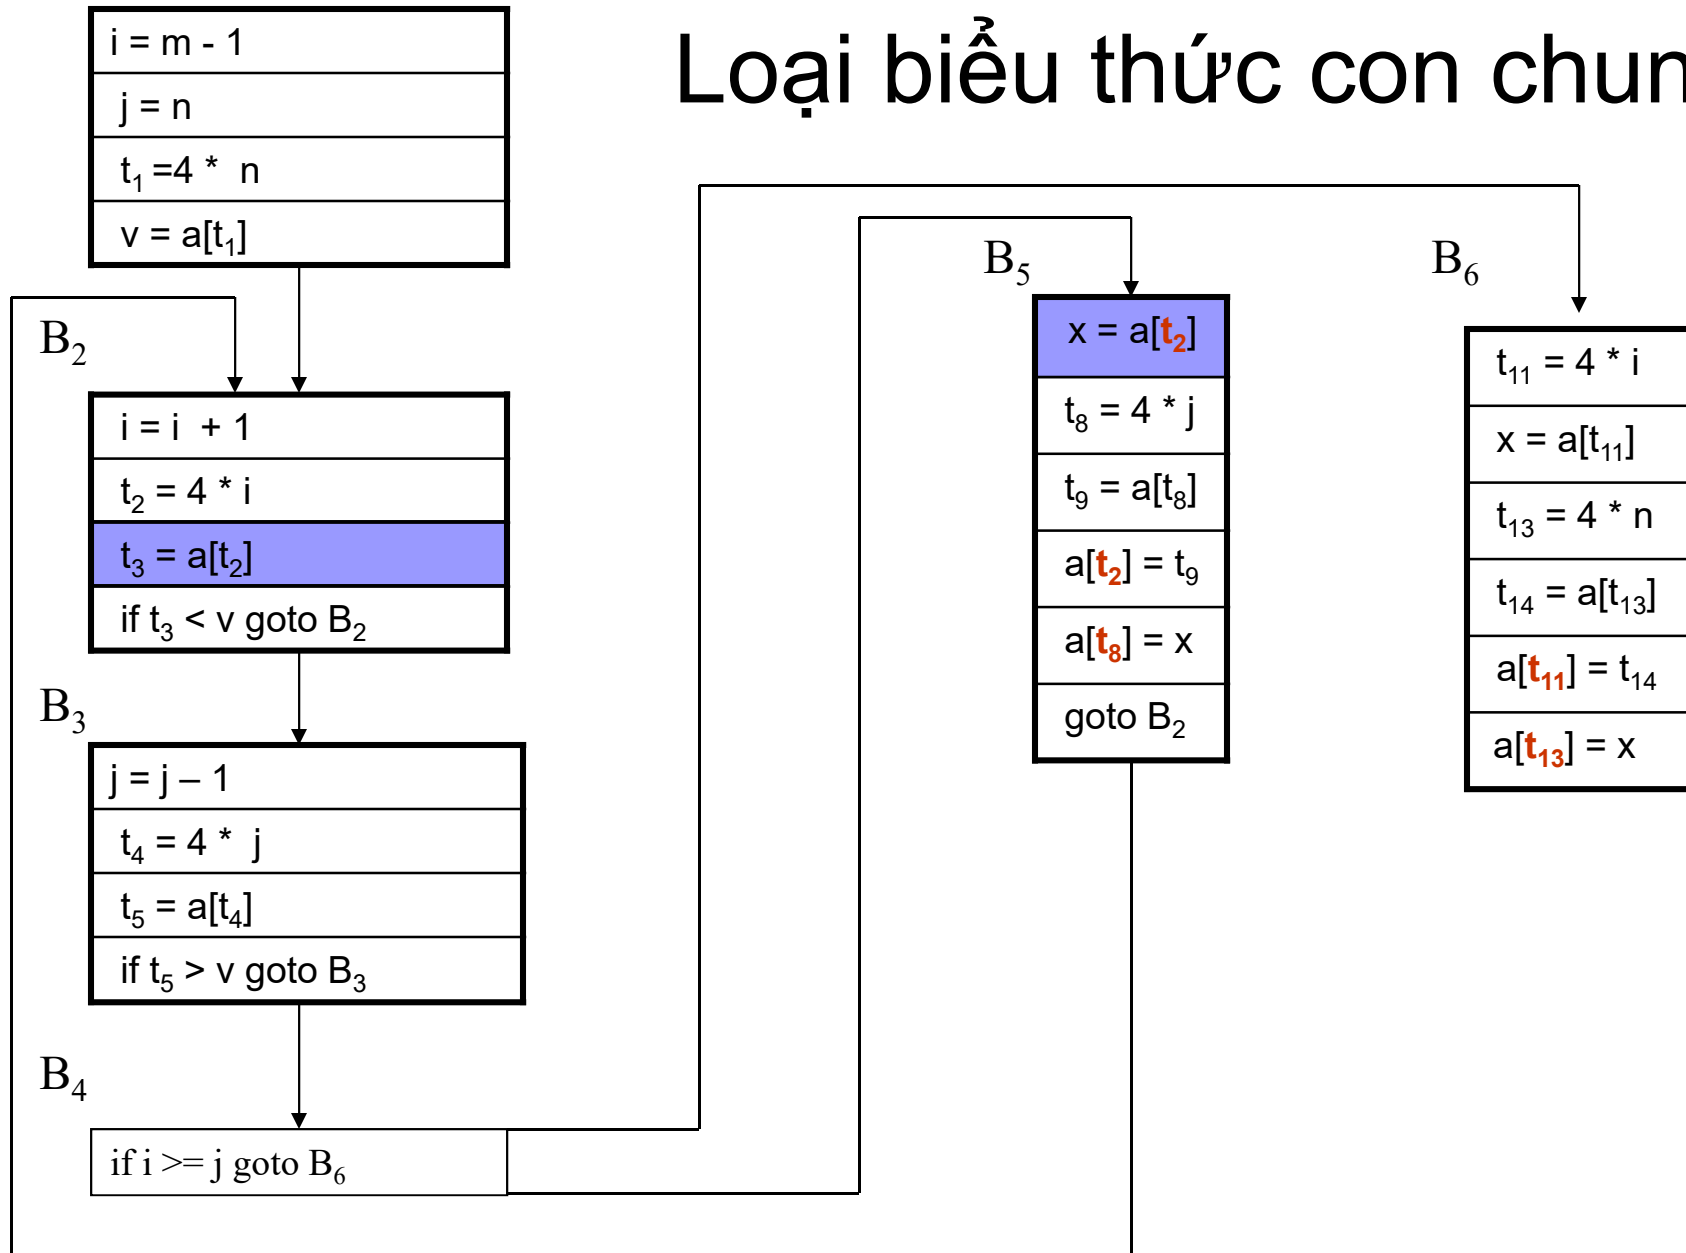 Loại biểu thức con chun
i = m - 1
j = n
t₁ =4 * n
v = a[t₁]
B₂
i = i + 1
t₂ = 4 * i
t₃ = a[t₂]
if t₃ < v goto B₂
B₃
j = j – 1
t₄ = 4 * j
t₅ = a[t₄]
if t₅ > v goto B₃
B₄
if i >= j goto B₆
B₅
x = a[t₂]
t₈ = 4 * j
t₉ = a[t₈]
a[t₂] = t₉
a[t₈] = x
goto B₂
B₆
t₁₁ = 4 * i
x = a[t₁₁]
t₁₃ = 4 * n
t₁₄ = a[t₁₃]
a[t₁₁] = t₁₄
a[t₁₃] = x